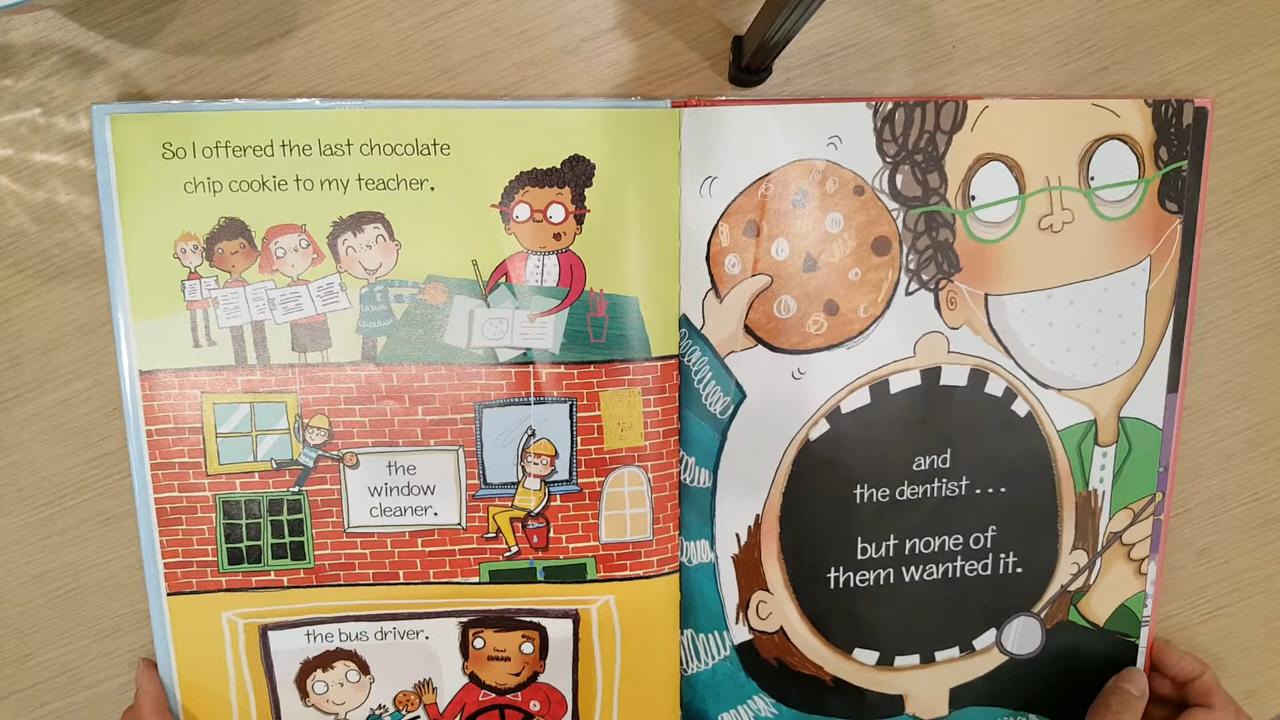 So I offered the last chocolate
chip cookie to my teacher.
the
window
cleaner.
the bus driver.
and
the dentist ...
but none of
them wanted it.